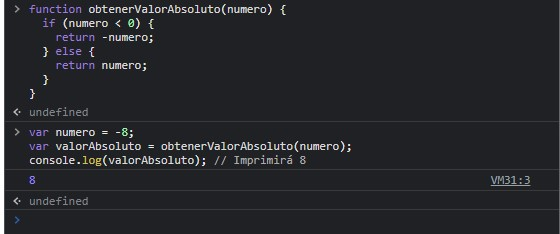 function obtenerValorAbsoluto(numero) {
if (numero < 0) {
return -numero;
} else {
return numero;
}
}
undefined
var numero = -8;
var valorAbsoluto = obtenerValorAbsoluto(numero);
console.log(valorAbsoluto); // Imprimirá 8
8 VM31:3
undefined